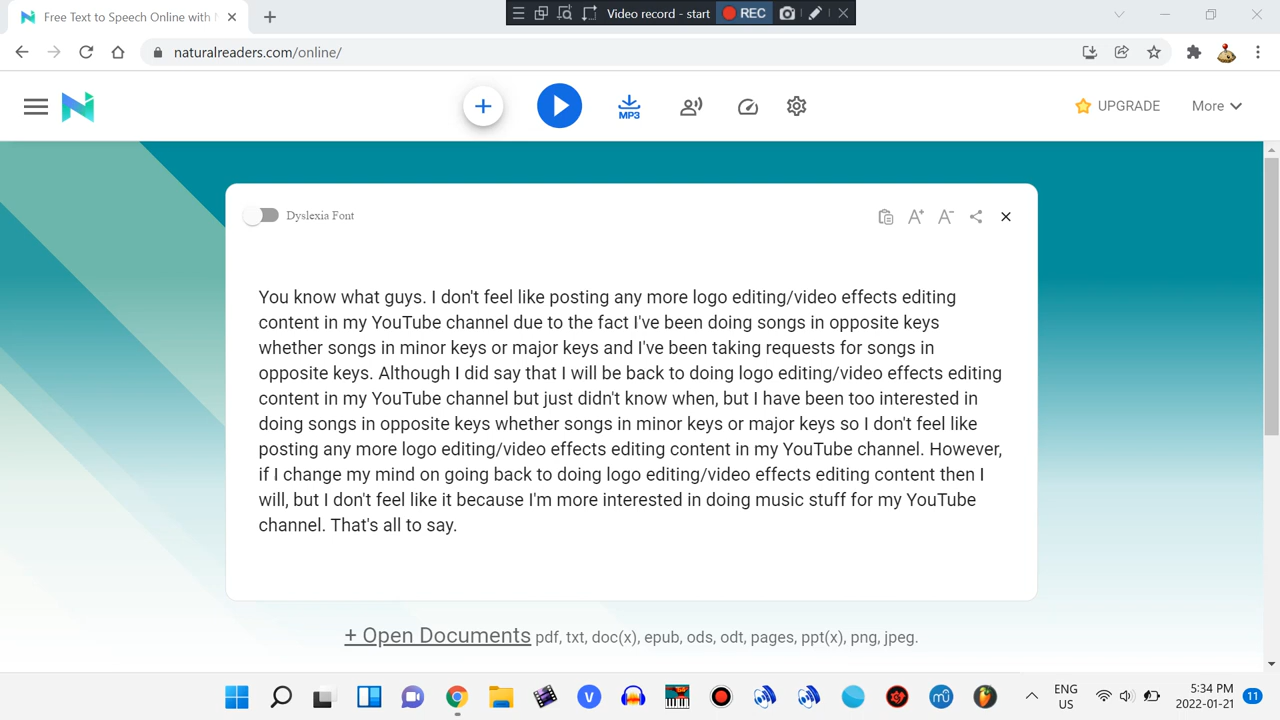 Free Text to Speech Online with
Video record - start
REC
naturalreaders.com/online/
MP3
UPGRADE
More
Dyslexia Font
A+
A-
You know what guys. I don't feel like posting any more logo editing/video effects editing
content in my YouTube channel due to the fact I've been doing songs in opposite keys
whether songs in minor keys or major keys and I've been taking requests for songs in
opposite keys. Although I did say that I will be back to doing logo editing/video effects editing
content in my YouTube channel but just didn't know when, but I have been too interested in
doing songs in opposite keys whether songs in minor keys or major keys so I don't feel like
posting any more logo editing/video effects editing content in my YouTube channel. However,
if I change my mind on going back to doing logo editing/video effects editing content then I
will, but I don't feel like it because I'm more interested in doing music stuff for my YouTube
channel. That's all to say.
+ Open Documents pdf, txt, doc(x), epub, ods, odt, pages, ppt(x), png, jpeg.
ENG
US
5:34 PM
2022-01-21
11